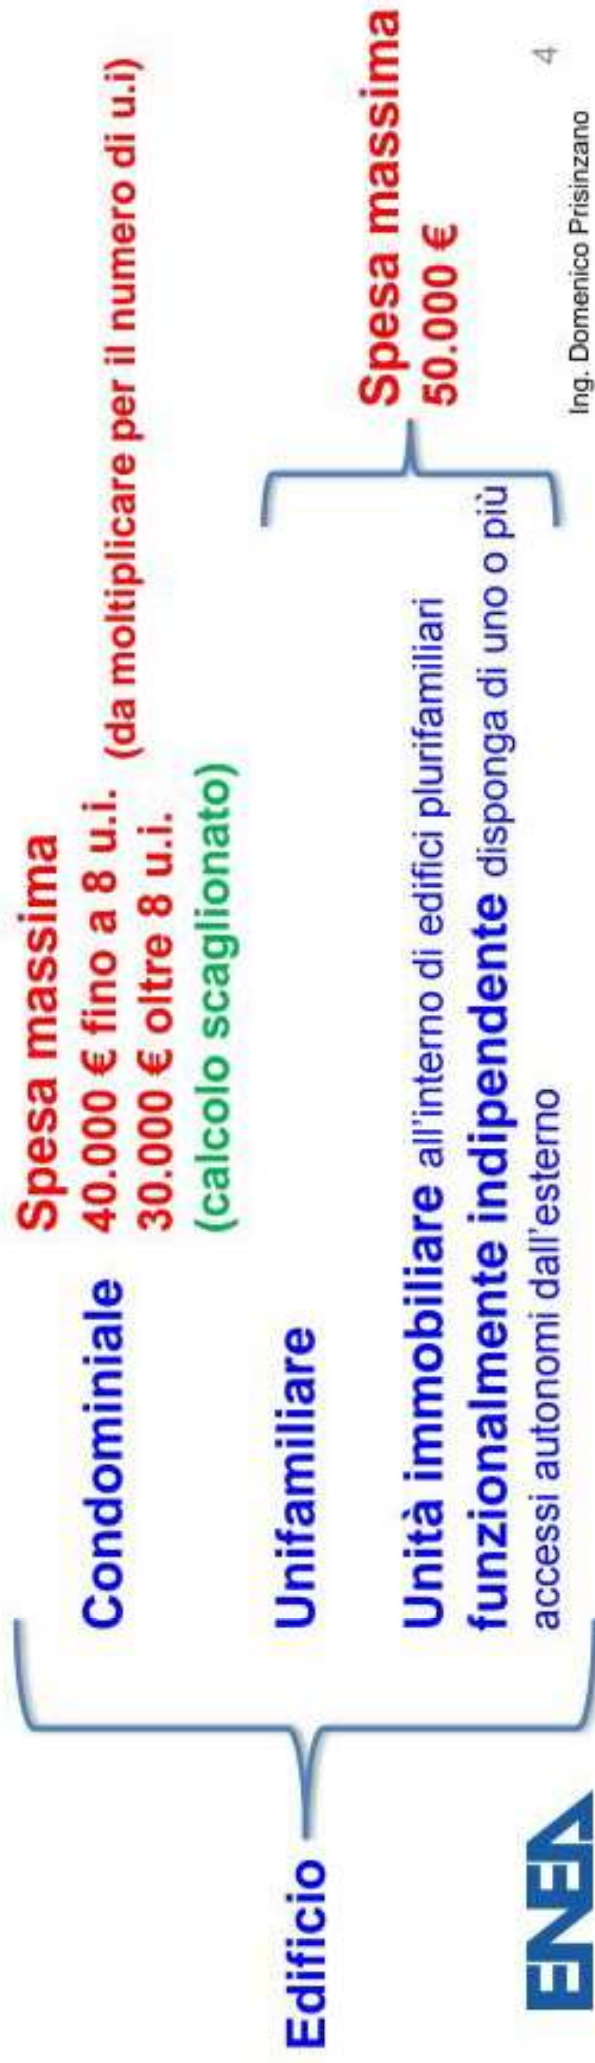 Edificio
Condominiale
Spesa massima
40.000 € fino a 8 u.i. (da moltiplicare per il numero di u.i)
30.000 € oltre 8 u.i.
(calcolo scaglionato)
Unifamiliare
Unità immobiliare all'interno di edifici plurifamiliari
funzionalmente indipendente disponga di uno o più
accessi autonomi dall'esterno
Spesa massima
50.000 €
ENEA
Ing. Domenico Prisinzano
4